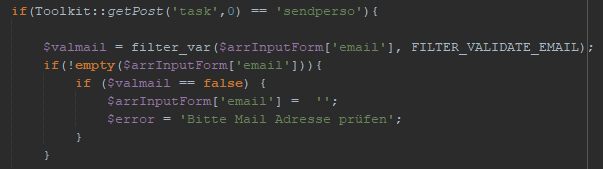 if(Toolkit::getPost('task',0) == 'sendperso'){
$valmail = filter_var($arrInputForm['email'], FILTER_VALIDATE_EMAIL);
if(!empty($arrInputForm['email'])){
if ($valmail == false) {
$arrInputForm['email'] = '';
$error = 'Bitte Mail Adresse prüfen';
}
}